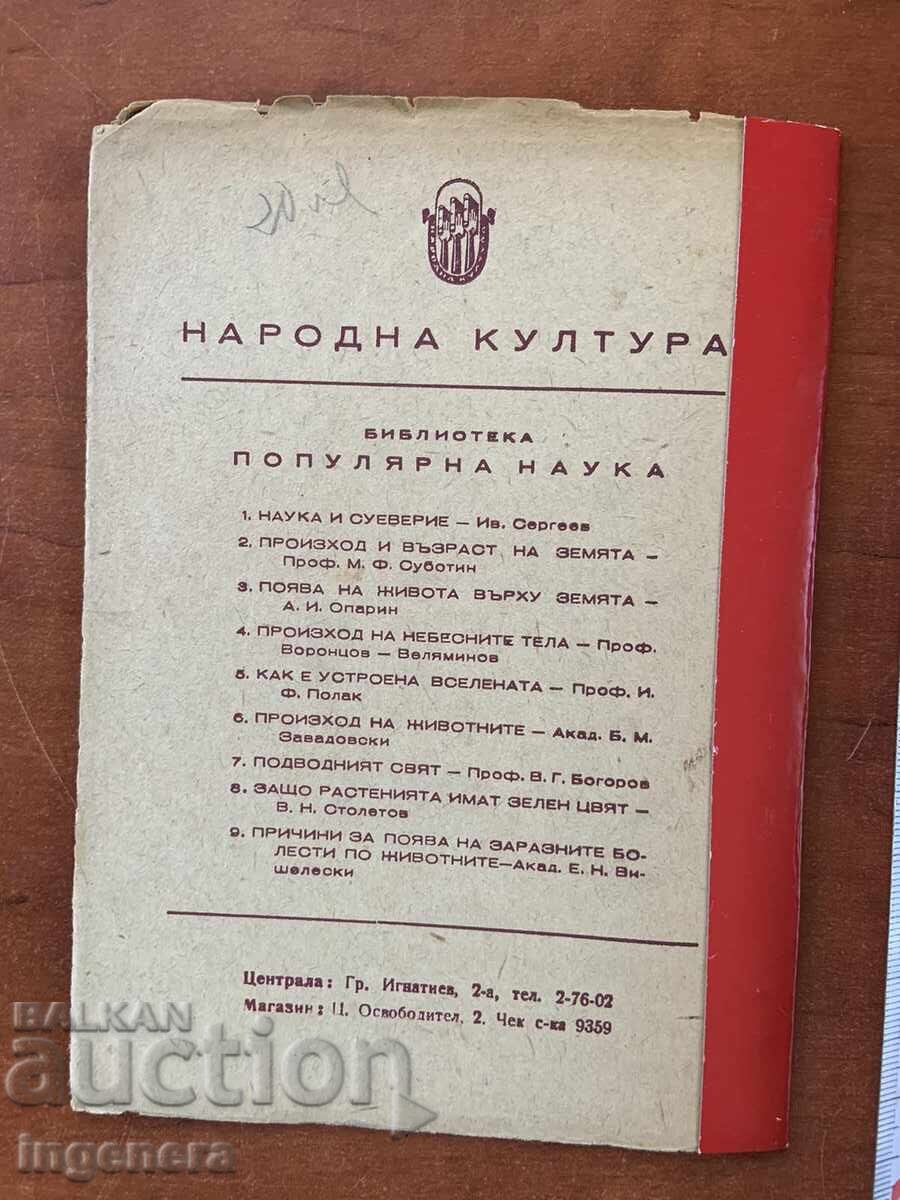 НАРОДНА КУЛТУРА
НАРОДНА КУЛТУРА
БИБЛИОТЕКА
ПОПУЛЯРНА НАУКА
1. НАУКА И СУЕВЕРИЕ – Ив. Сергеев
2. ПРОИЗХОД И ВЪЗРАСТ НА ЗЕМЯТА –
Проф. М. Ф. Суботин
3. ПОЯВА НА ЖИВОТА ВЪРХУ ЗЕМЯТА –
А. И. Опарин
4. ПРОИЗХОД НА НЕБЕСНИТЕ ТЕЛА – Проф.
Воронцов – Веляминов
5. КАК Е УСТРОЕНА ВСЕЛЕНАТА – Проф. И.
Ф. Полак
6. ПРОИЗХОД НА ЖИВОТНИТЕ – Акад. Б. М.
Завадовски
7. ПОДВОДНИЯТ СВЯТ – Проф. В. Г. Богоров
8. ЗАЩО РАСТЕНИЯТА ИМАТ ЗЕЛЕН ЦВЯТ –
В. Н. Столетов
9. ПРИЧИНИ ЗА ПОЯВА НА ЗАРАЗНИТЕ БО-
ЛЕСТИ ПО ЖИВОТНИТЕ–Акад. Е. Н. Ви-
шелески
Централа: Гр. Игнатиев, 2-а, тел. 2-76-02
Магазин: Ц. Освободител, 2. Чек с-ка 9359
BALKAN
auction
ingenera